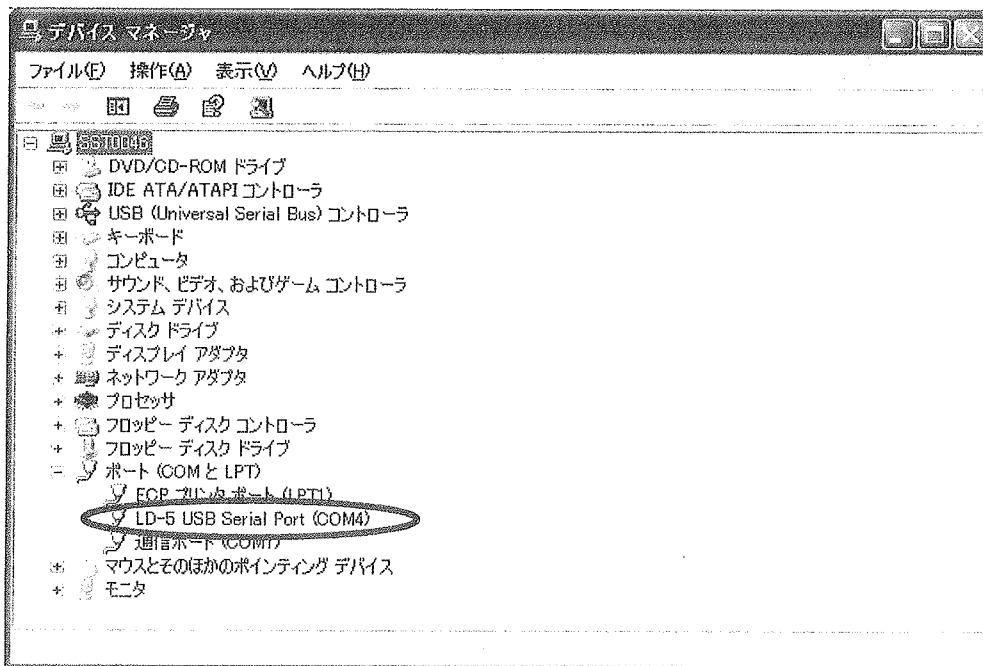 デバイス マネージャ
ファイル(F) 操作(A) 表示(V) ヘルプ(H)
DVD/CD-ROM ドライブ
IDE ATA/ATAPI コントローラ
USB (Universal Serial Bus) コントローラ
キーボード
コンピュータ
サウンド、ビデオ、およびゲーム コントローラ
システム デバイス
ディスク ドライブ
ディスプレイ アダプタ
ネットワーク アダプタ
プロセッサ
フロッピー ディスク コントローラ
フロッピー ディスク ドライブ
ポート (COM と LPT)
ECP プリンタ ポート (LPT1)
LD-5 USB Serial Port (COM4)
通信ポート (COM1)
マウスとそのほかのポインティング デバイス
モニタ